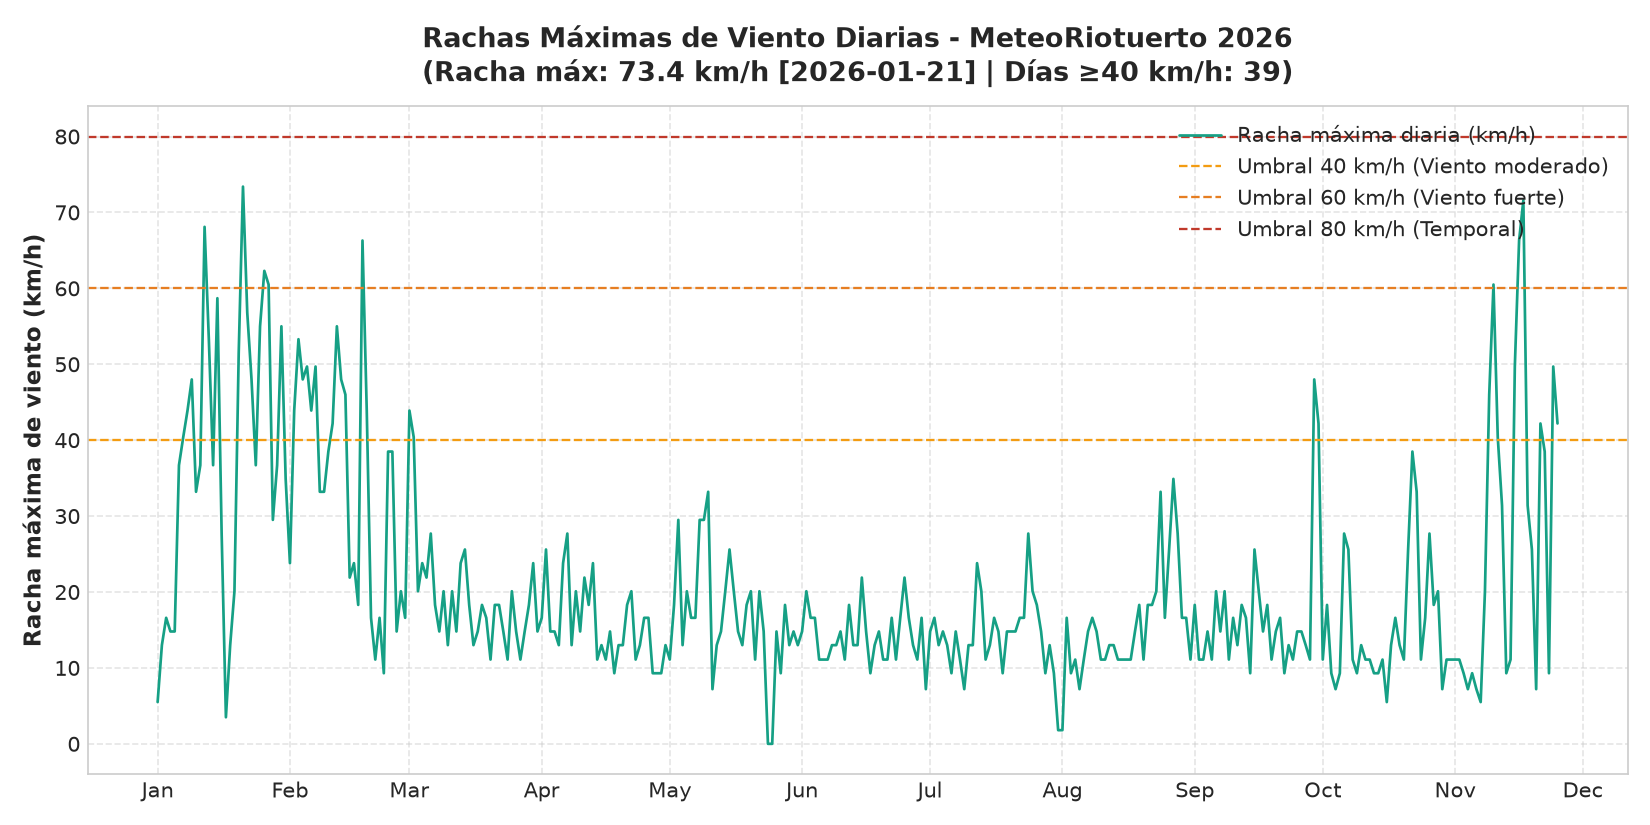 Rachas Máximas de Viento Diarias - MeteoRiotuerto 2026
(Racha máx: 73.4 km/h [2026-01-21] | Días ≥40 km/h: 39)
Racha máxima de viento (km/h)
80
70
60
50
40
30
20
10
0
Racha máxima diaria (km/h)
Umbral 40 km/h (Viento moderado)
Umbral 60 km/h (Viento fuerte)
Umbral 80 km/h (Temporal)
Jan Feb Mar Apr May Jun Jul Aug Sep Oct Nov Dec